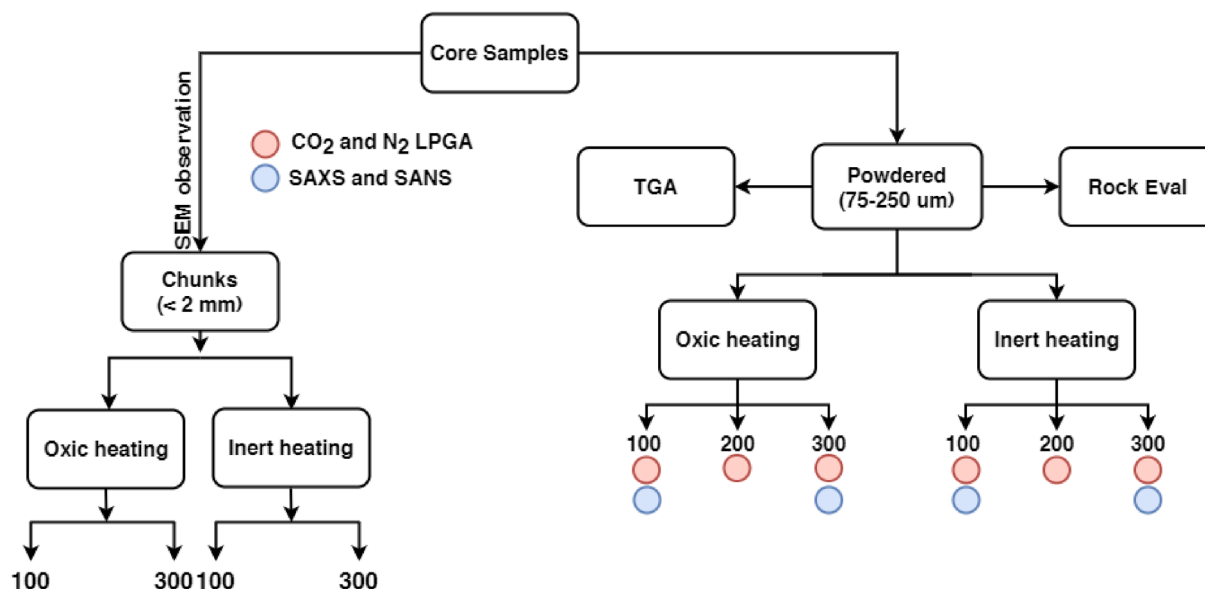 Core Samples
SEM observation
CO₂ and N₂ LPGA
SAXS and SANS
TGA
Powdered
(75-250 um)
Rock Eval
Chunks
(< 2 mm)
Oxic heating
Inert heating
100
200
300
100
200
300
Oxic heating
Inert heating
100
300
100
300